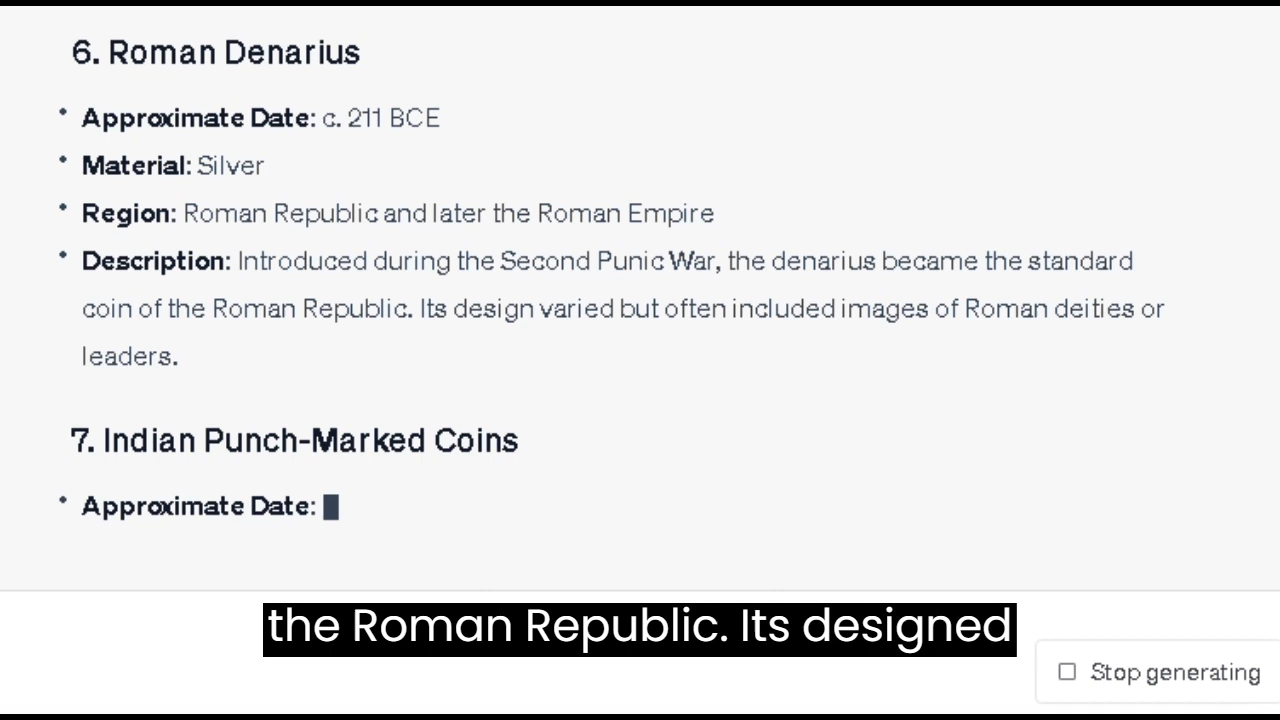 6. Roman Denarius
• Approximate Date: c. 211 BCE
• Material: Silver
• Region: Roman Republic and later the Roman Empire
• Description: Introduced during the Second Punic War, the denarius became the standard
coin of the Roman Republic. Its design varied but often included images of Roman deities or
leaders.
7. Indian Punch-Marked Coins
• Approximate Date:
the Roman Republic. Its designed
Stop generating